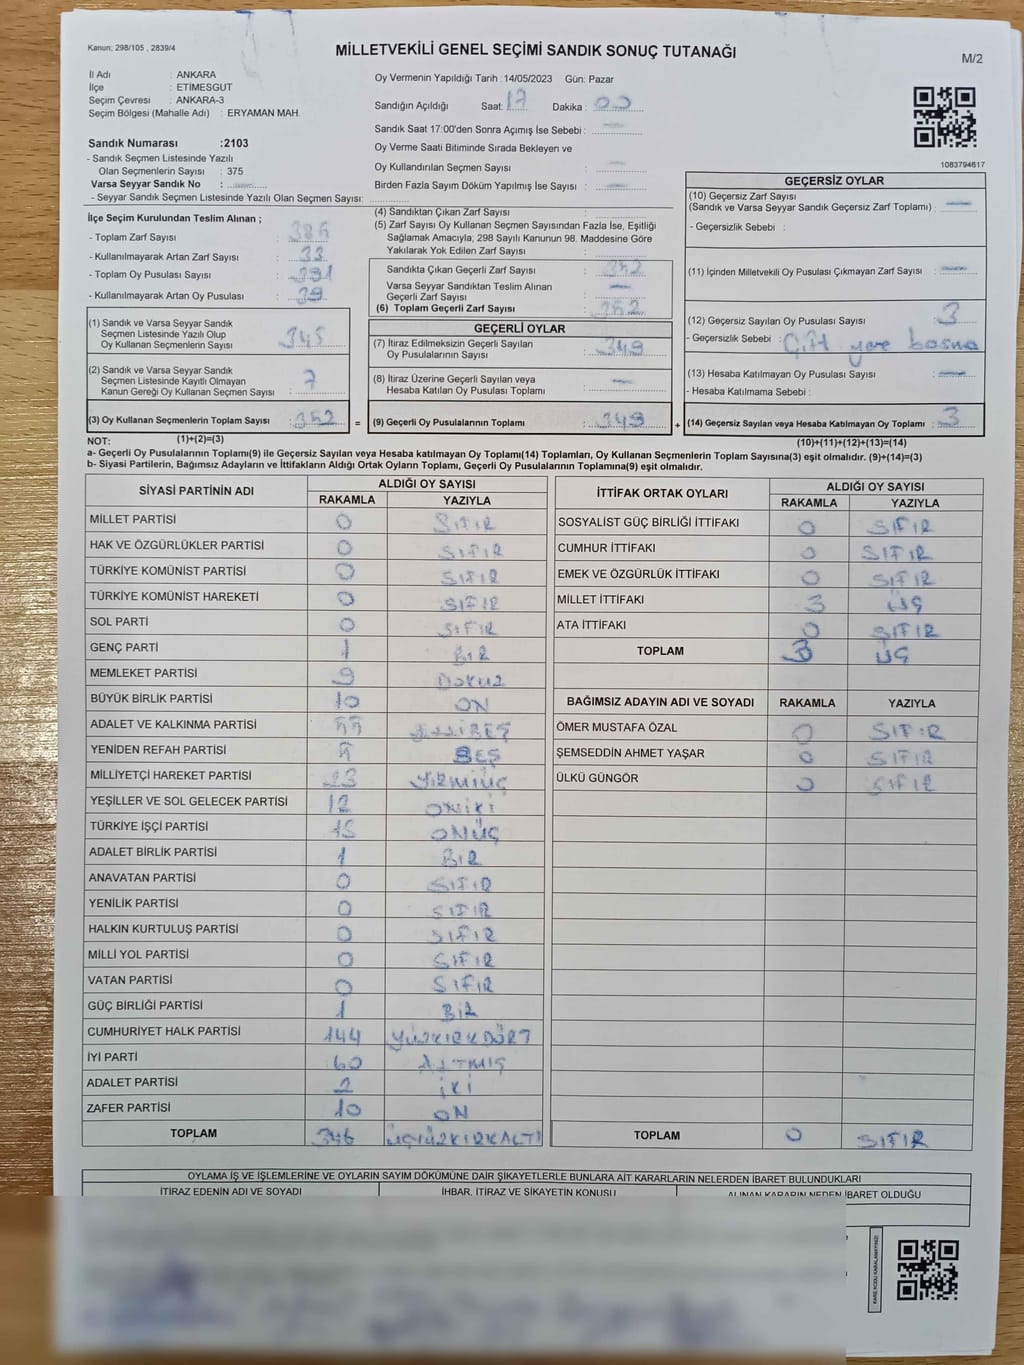 Kanun: 298/105 , 2839/4
MİLLETVEKİLİ GENEL SEÇİMİ SANDIK SONUÇ TUTANAĞI
M/2
İl Adı : ANKARA
İlçe : ETİMESGUT
Seçim Çevresi : ANKARA-3
Seçim Bölgesi (Mahalle Adı) : ERYAMAN MAH.
Sandık Numarası :2103
- Sandık Seçmen Listesinde Yazılı
Olan Seçmenlerin Sayısı : 375
Varsa Seyyar Sandık No :
- Seyyar Sandık Seçmen Listesinde Yazılı Olan Seçmen Sayısı:
Oy Vermenin Yapıldığı Tarih : 14/05/2023 Gün: Pazar
Sandığın Açıldığı Saat: 17 Dakika : 00
Sandık Saat 17:00'den Sonra Açımış İse Sebebi : —
Oy Verme Saati Bitiminde Sırada Bekleyen ve
Oy Kullandırılan Seçmen Sayısı : —
Birden Fazla Sayım Döküm Yapılmış İse Sayısı : —
1083794617
İlçe Seçim Kurulundan Teslim Alınan ;
- Toplam Zarf Sayısı : 385
- Kullanılmayarak Artan Zarf Sayısı : 33
- Toplam Oy Pusulası Sayısı : 391
- Kullanılmayarak Artan Oy Pusulası : 39
(1) Sandık ve Varsa Seyyar Sandık
Seçmen Listesinde Yazılı Olup
Oy Kullanan Seçmenlerin Sayısı : 345
(2) Sandık ve Varsa Seyyar Sandık
Seçmen Listesinde Kayıtlı Olmayan
Kanun Gereği Oy Kullanan Seçmen Sayısı : 7
(3) Oy Kullanan Seçmenlerin Toplam Sayısı : 352 =
(4) Sandıktan Çıkan Zarf Sayısı :
(5) Zarf Sayısı Oy Kullanan Seçmen Sayısından Fazla İse, Eşitliği
Sağlamak Amacıyla; 298 Sayılı Kanunun 98. Maddesine Göre
Yakılarak Yok Edilen Zarf Sayısı :
Sandıkta Çıkan Geçerli Zarf Sayısı : 352
Varsa Seyyar Sandıktan Teslim Alınan
Geçerli Zarf Sayısı : —
(6) Toplam Geçerli Zarf Sayısı : 352
GEÇERLİ OYLAR
(7) İtiraz Edilmeksizin Geçerli Sayılan
Oy Pusulalarının Sayısı : 349
(8) İtiraz Üzerine Geçerli Sayılan veya
Hesaba Katılan Oy Pusulası Toplamı : —
(9) Geçerli Oy Pusulalarının Toplamı : 349 +
GEÇERSİZ OYLAR
(10) Geçersiz Zarf Sayısı
(Sandık ve Varsa Seyyar Sandık Geçersiz Zarf Toplamı) : —
- Geçersizlik Sebebi :
(11) İçinden Milletvekili Oy Pusulası Çıkmayan Zarf Sayısı : —
(12) Geçersiz Sayılan Oy Pusulası Sayısı : 3
- Geçersizlik Sebebi : Çift yere basma
(13) Hesaba Katılmayan Oy Pusulası Sayısı : —
- Hesaba Katılmama Sebebi :
(14) Geçersiz Sayılan veya Hesaba Katılmayan Oy Toplamı : 3
NOT: (1)+(2)=(3)
(10)+(11)+(12)+(13)=(14)
a- Geçerli Oy Pusulalarının Toplamı(9) ile Geçersiz Sayılan veya Hesaba Katılmayan Oy Toplamı(14) Toplamları, Oy Kullanan Seçmenlerin Toplam Sayısına(3) eşit olmalıdır. (9)+(14)=(3)
b- Siyasi Partilerin, Bağımsız Adayların ve İttifakların Aldığı Ortak Oyların Toplamı, Geçerli Oy Pusulalarının Toplamına(9) eşit olmalıdır.
SİYASİ PARTİNİN ADI ALDIĞI OY SAYISI
RAKAMLA YAZIYLA
MİLLET PARTİSİ 0 SIFIR
HAK VE ÖZGÜRLÜKLER PARTİSİ 0 SIFIR
TÜRKİYE KOMÜNİST PARTİSİ 0 SIFIR
TÜRKİYE KOMÜNİST HAREKETİ 0 SIFIR
SOL PARTİ 0 SIFIR
GENÇ PARTİ 1 BİR
MEMLEKET PARTİSİ 9 DOKUZ
BÜYÜK BİRLİK PARTİSİ 10 ON
ADALET VE KALKINMA PARTİSİ 55 ELLİBEŞ
YENİDEN REFAH PARTİSİ 5 BEŞ
MİLLİYETÇİ HAREKET PARTİSİ 23 YİRMİÜÇ
YEŞİLLER VE SOL GELECEK PARTİSİ 12 ONİKİ
TÜRKİYE İŞÇİ PARTİSİ 13 ONÜÇ
ADALET BİRLİK PARTİSİ 1 BİR
ANAVATAN PARTİSİ 0 SIFIR
YENİLİK PARTİSİ 0 SIFIR
HALKIN KURTULUŞ PARTİSİ 0 SIFIR
MİLLİ YOL PARTİSİ 0 SIFIR
VATAN PARTİSİ 0 SIFIR
GÜÇ BİRLİĞİ PARTİSİ 1 BİR
CUMHURİYET HALK PARTİSİ 144 YÜZKIRKDÖRT
İYİ PARTİ 60 ALTMIŞ
ADALET PARTİSİ 2 İKİ
ZAFER PARTİSİ 10 ON
TOPLAM 346 ÜÇYÜZKIRKALTI
İTTİFAK ORTAK OYLARI ALDIĞI OY SAYISI
RAKAMLA YAZIYLA
SOSYALİST GÜÇ BİRLİĞİ İTTİFAKI 0 SIFIR
CUMHUR İTTİFAKI 0 SIFIR
EMEK VE ÖZGÜRLÜK İTTİFAKI 0 SIFIR
MİLLET İTTİFAKI 3 ÜÇ
ATA İTTİFAKI 0 SIFIR
TOPLAM 3 ÜÇ
BAĞIMSIZ ADAYIN ADI VE SOYADI RAKAMLA YAZIYLA
ÖMER MUSTAFA ÖZAL 0 SIFIR
ŞEMSEDDİN AHMET YAŞAR 0 SIFIR
ÜLKÜ GÜNGÖR 0 SIFIR
TOPLAM 0 SIFIR
OYLAMA İŞ VE İŞLEMLERİNE VE OYLARIN SAYIM DÖKÜMÜNE DAİR ŞİKAYETLERLE BUNLARA AİT KARARLARIN NELERDEN İBARET BULUNDUKLARI
İTİRAZ EDENİN ADI VE SOYADI İHBAR, İTİRAZ VE ŞİKAYETİN KONUSU ALINAN KARARIN NEDEN İBARET OLDUĞU
KARE KODU KARALAMAYINIZ!